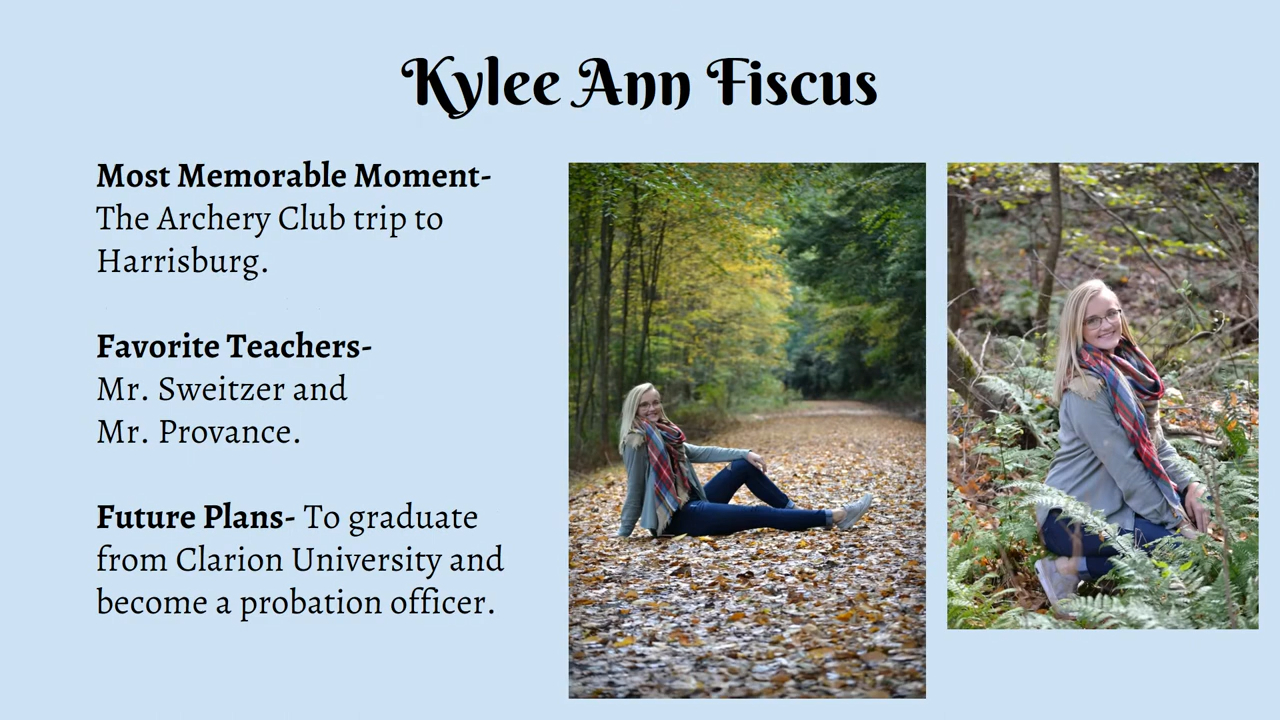 Kylee Ann Fiscus
Most Memorable Moment-
The Archery Club trip to
Harrisburg.
Favorite Teachers-
Mr. Sweitzer and
Mr. Provance.
Future Plans- To graduate
from Clarion University and
become a probation officer.